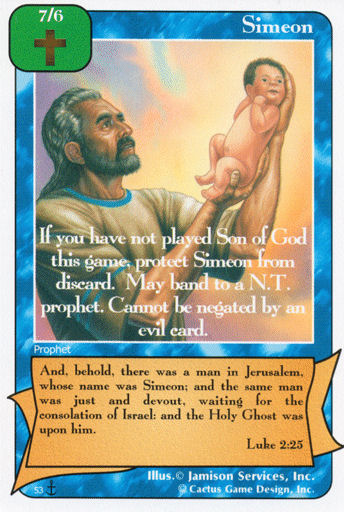 7/6
Simeon
If you have not played Son of God
this game, protect Simeon from
discard. May band to a N.T.
prophet. Cannot be negated by an
evil card.
Prophet
And, behold, there was a man in Jerusalem,
whose name was Simeon; and the same man
was just and devout, waiting for the
consolation of Israel: and the Holy Ghost was
upon him.
Luke 2:25
Illus.© Jamison Services, Inc.
53
© Cactus Game Design, Inc.